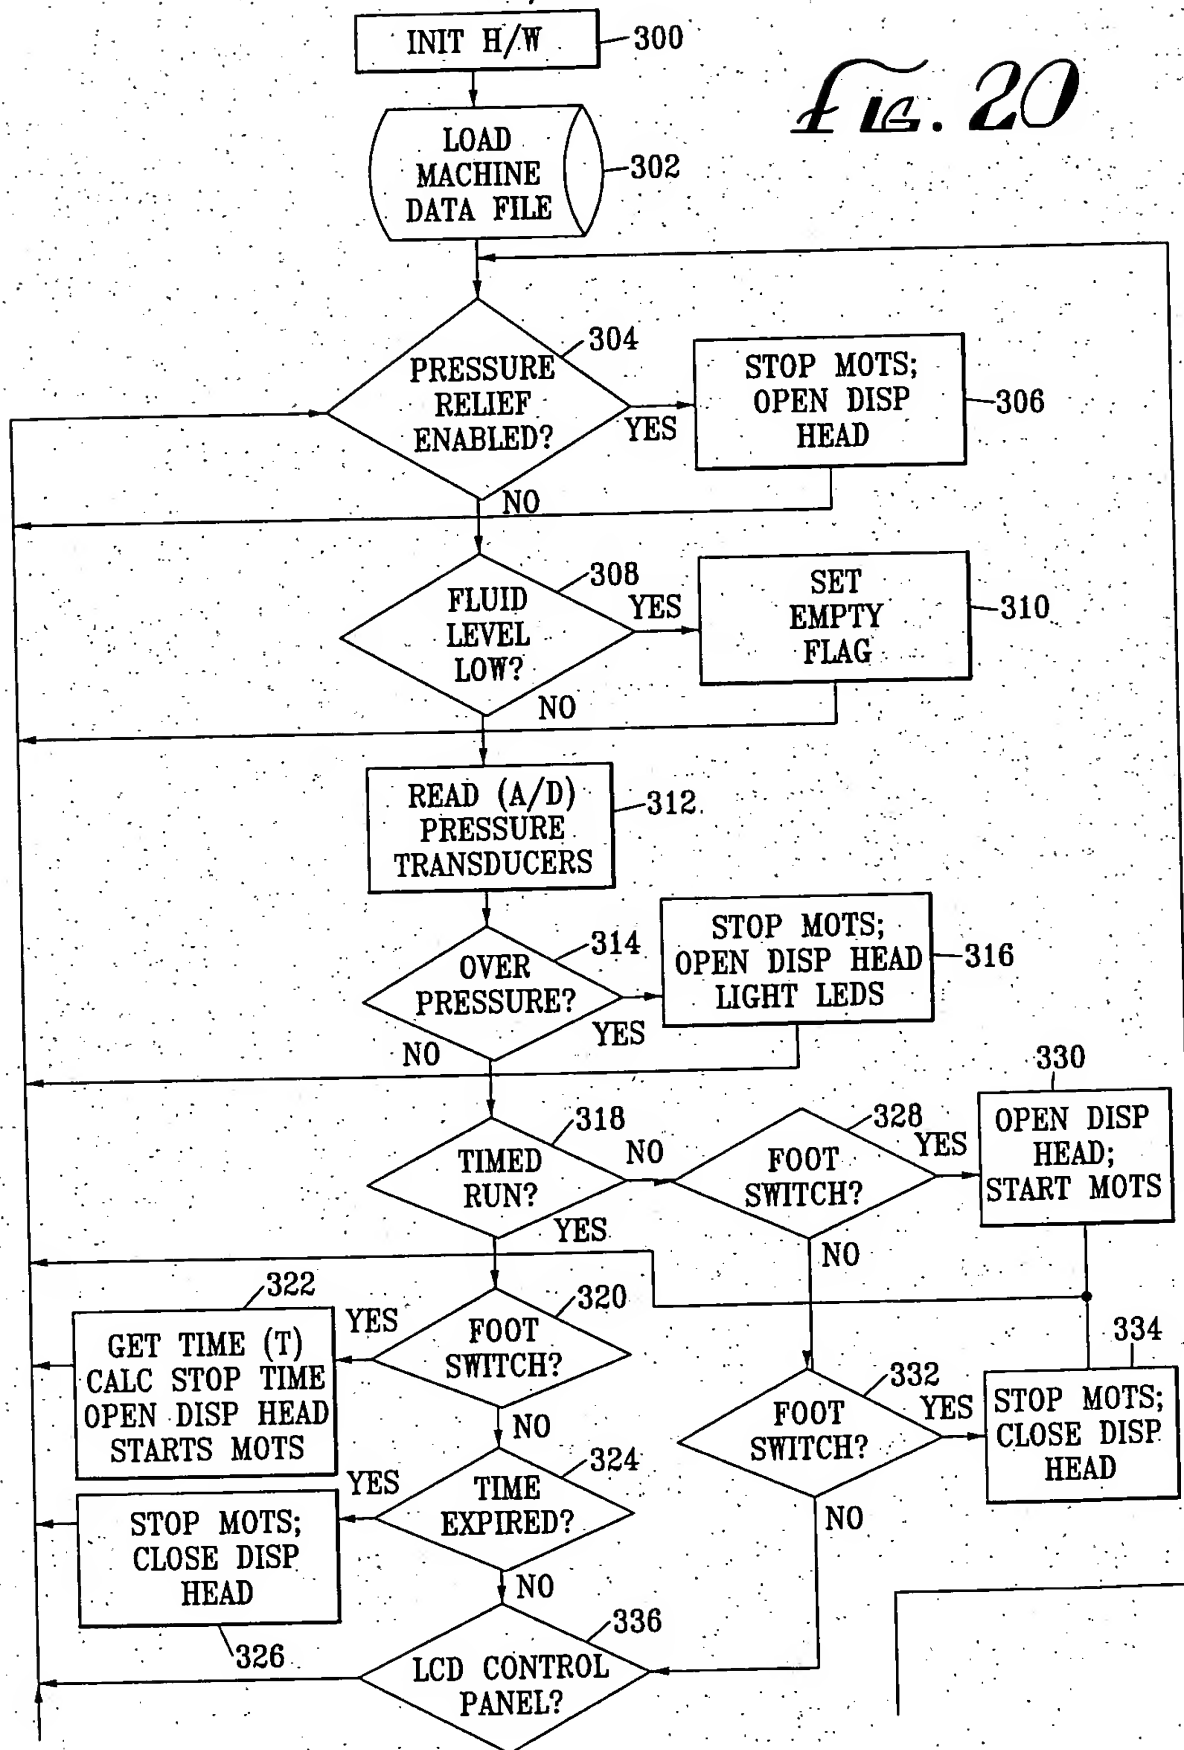 INIT H/W
300
FIG. 20
LOAD
MACHINE
DATA FILE
302
304
PRESSURE
RELIEF
ENABLED?
YES
NO
STOP MOTS;
OPEN DISP
HEAD
306
308
FLUID
LEVEL
LOW?
YES
NO
SET
EMPTY
FLAG
310
READ (A/D)
PRESSURE
TRANSDUCERS
312
314
OVER
PRESSURE?
YES
NO
STOP MOTS;
OPEN DISP HEAD
LIGHT LEDS
316
318
TIMED
RUN?
NO
YES
328
FOOT
SWITCH?
YES
NO
330
OPEN DISP
HEAD;
START MOTS
320
FOOT
SWITCH?
YES
NO
322
GET TIME (T)
CALC STOP TIME
OPEN DISP HEAD
STARTS MOTS
332
FOOT
SWITCH?
YES
NO
334
STOP MOTS;
CLOSE DISP
HEAD
324
TIME
EXPIRED?
YES
NO
STOP MOTS;
CLOSE DISP
HEAD
326
336
LCD CONTROL
PANEL?